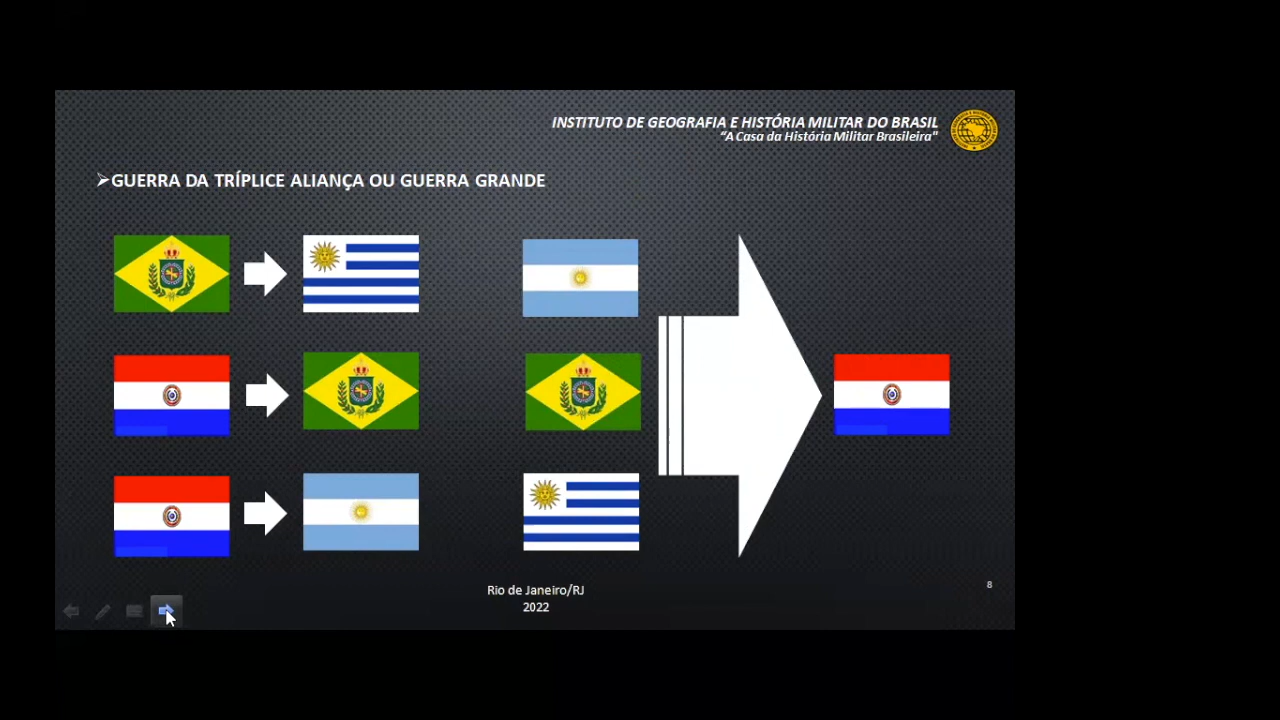 INSTITUTO DE GEOGRAFIA E HISTÓRIA MILITAR DO BRASIL
“A Casa da História Militar Brasileira"
➢GUERRA DA TRÍPLICE ALIANÇA OU GUERRA GRANDE
Rio de Janeiro/RJ
2022
8